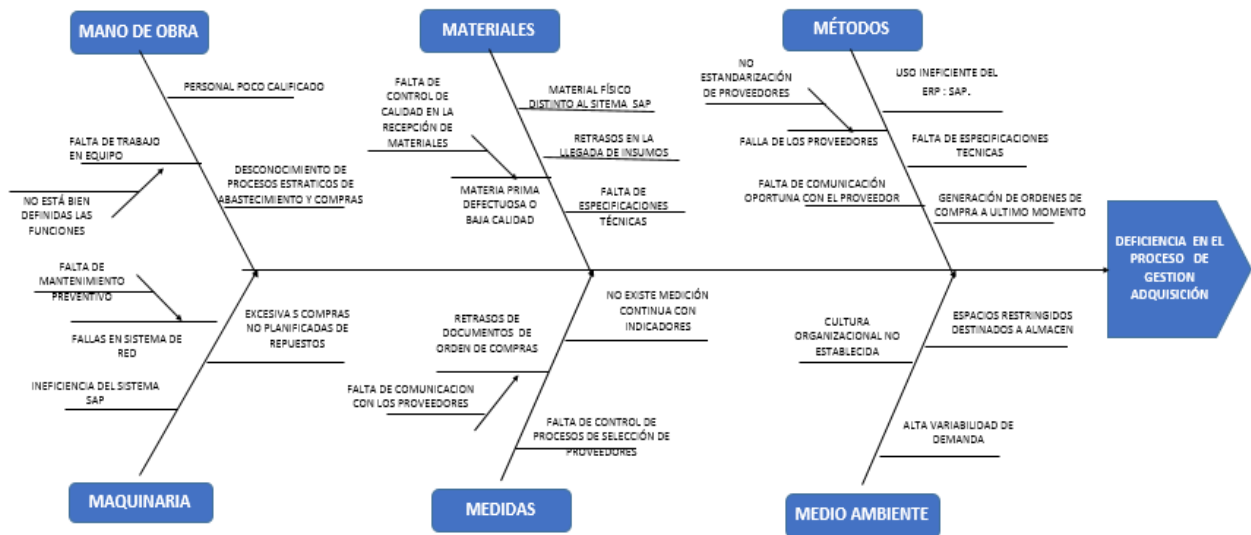 MANO DE OBRA
PERSONAL POCO CALIFICADO
FALTA DE TRABAJO
EN EQUIPO
NO ESTÁ BIEN
DEFINIDAS LAS
FUNCIONES
DESCONOCIMIENTO DE
PROCESOS ESTRATICOS DE
ABASTECIMIENTO Y COMPRAS
MATERIALES
FALTA DE
CONTROL DE
CALIDAD EN LA
RECEPCIÓN DE
MATERIALES
MATERIA PRIMA
DEFECTUOSA O
BAJA CALIDAD
MATERIAL FÍSICO
DISTINTO AL SITEMA SAP
RETRASOS EN LA
LLEGADA DE INSUMOS
FALTA DE
ESPECIFICACIONES
TÉCNICAS
MÉTODOS
NO
ESTANDARIZACIÓN
DE PROVEEDORES
FALLA DE LOS PROVEEDORES
FALTA DE COMUNICACIÓN
OPORTUNA CON EL PROVEEDOR
USO INEFICIENTE DEL
ERP : SAP.
FALTA DE ESPECIFICACIONES
TECNICAS
GENERACIÓN DE ORDENES DE
COMPRA A ULTIMO MOMENTO
DEFICIENCIA EN EL
PROCESO DE
GESTION
ADQUISICIÓN
FALTA DE
MANTENIMIENTO
PREVENTIVO
FALLAS EN SISTEMA DE
RED
INEFICIENCIA DEL SISTEMA
SAP
EXCESIVA S COMPRAS
NO PLANIFICADAS DE
REPUESTOS
MAQUINARIA
RETRASOS DE
DOCUMENTOS DE
ORDEN DE COMPRAS
FALTA DE COMUNICACION
CON LOS PROVEEDORES
NO EXISTE MEDICIÓN
CONTINUA CON
INDICADORES
FALTA DE CONTROL DE
PROCESOS DE SELECCIÓN DE
PROVEEDORES
MEDIDAS
CULTURA
ORGANIZACIONAL NO
ESTABLECIDA
ESPACIOS RESTRINGIDOS
DESTINADOS A ALMACEN
ALTA VARIABILIDAD DE
DEMANDA
MEDIO AMBIENTE